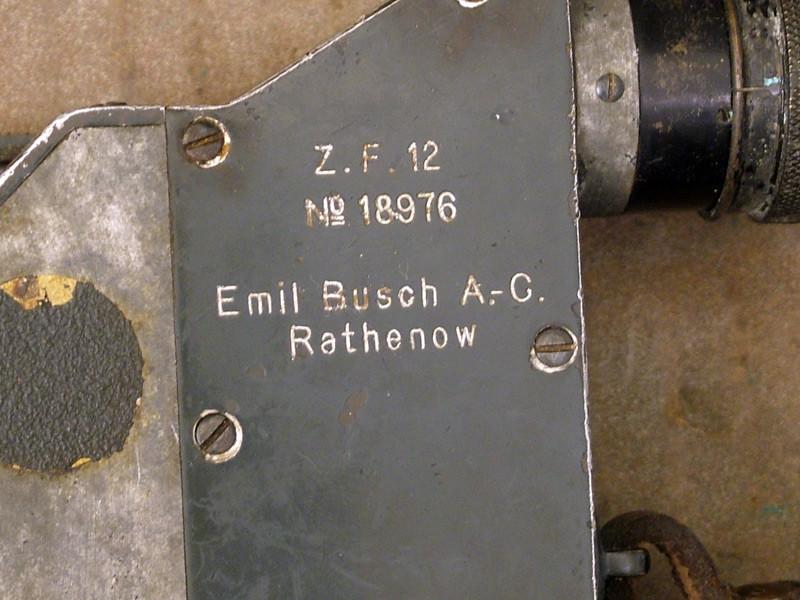 Z.F.12
№ 18976
Emil Busch A.-G.
Rathenow